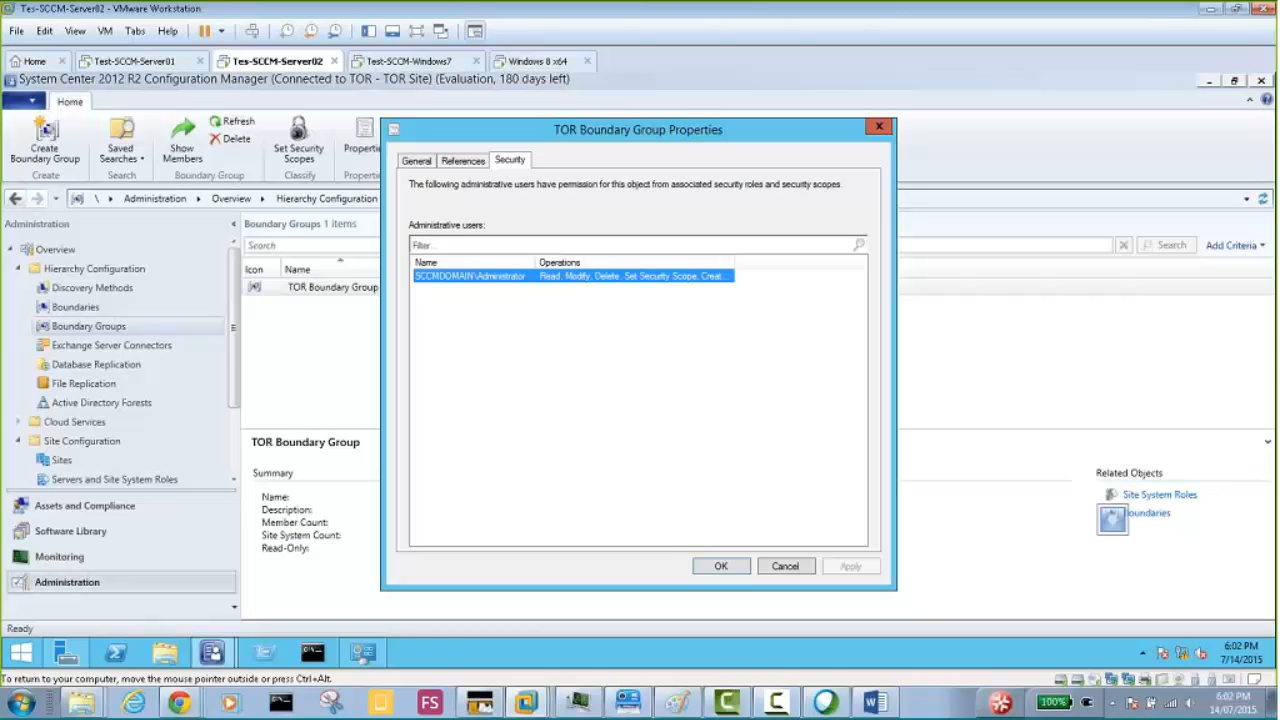 Tes-SCCM-Server02 - VMware Workstation
File Edit View VM Tabs Help
Home Test-SCCM-Server01 Tes-SCCM-Server02 Test-SCCM-Windows7 Windows 8 x64
System Center 2012 R2 Configuration Manager (Connected to TOR - TOR Site) (Evaluation, 180 days left)
Home
Create Boundary Group
Saved Searches
Show Members
Refresh
Delete
Set Security Scopes
Properti
Create Search Boundary Group Classify Properti
\ Administration Overview Hierarchy Configuration
Administration
Overview
Hierarchy Configuration
Discovery Methods
Boundaries
Boundary Groups
Exchange Server Connectors
Database Replication
File Replication
Active Directory Forests
Cloud Services
Site Configuration
Sites
Servers and Site System Roles
Assets and Compliance
Software Library
Monitoring
Administration
Boundary Groups 1 items
Search
Search Add Criteria
Icon Name
TOR Boundary Group
TOR Boundary Group
Summary
Name:
Description:
Member Count:
Site System Count:
Read-Only:
Related Objects
Site System Roles
oundaries
TOR Boundary Group Properties
General References Security
The following administrative users have permission for this object from associated security roles and security scopes.
Administrative users:
Filter...
Name Operations
SCCMDOMAIN\Administrator Read, Modify, Delete, Set Security Scope, Creat...
OK Cancel Apply
Ready
6:02 PM
7/14/2015
To return to your computer, move the mouse pointer outside or press Ctrl+Alt.
FS
100%
6:02 PM
14/07/2015